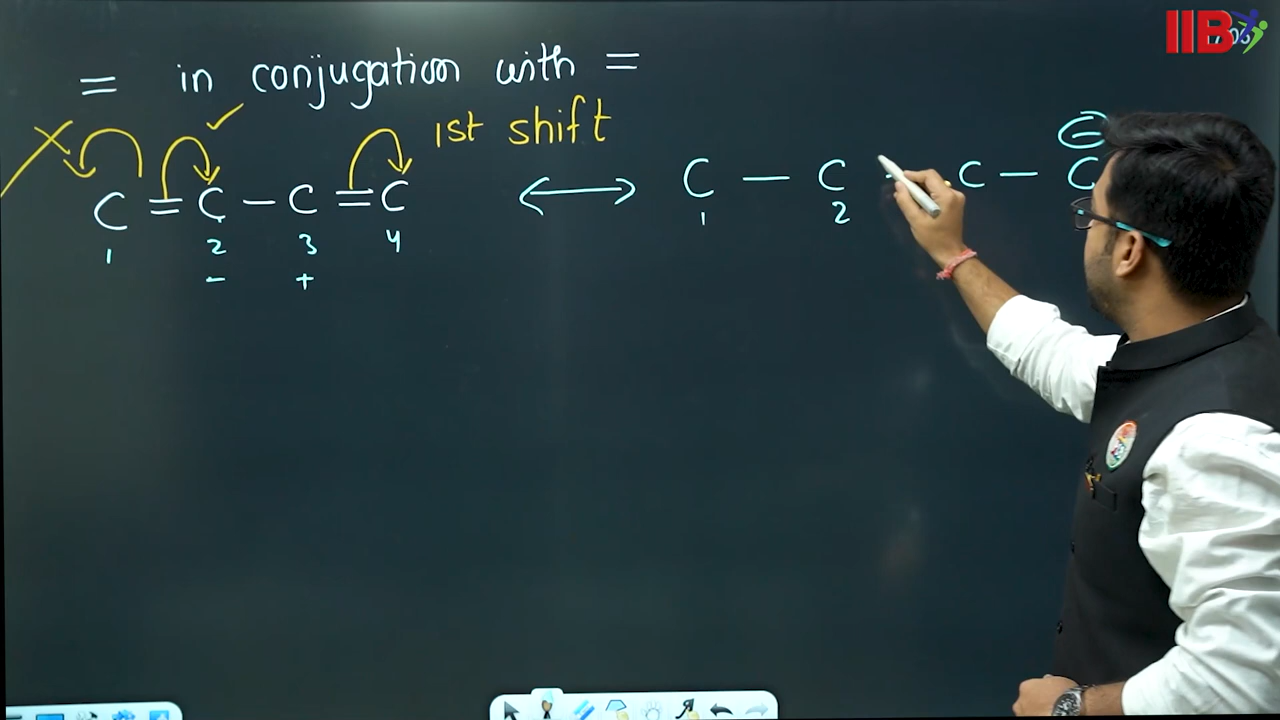 IIB
= in conjugation with =
1st shift
C = C — C = C ⟷ C — C — C — C
1 2 3 4 1 2
− +